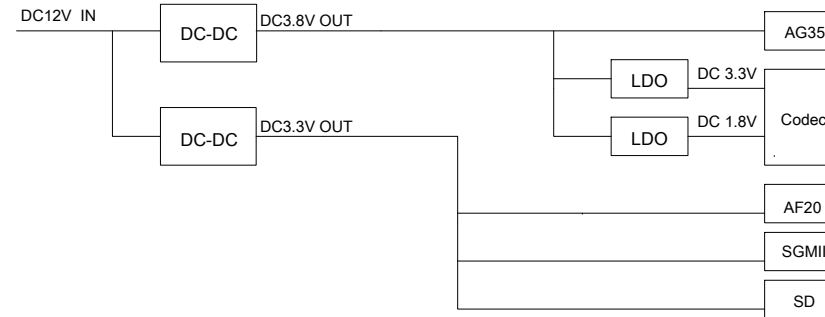 DC12V IN
DC-DC
DC3.8V OUT
AG35
LDO
DC 3.3V
Codec
LDO
DC 1.8V
DC-DC
DC3.3V OUT
AF20
SGMII
SD